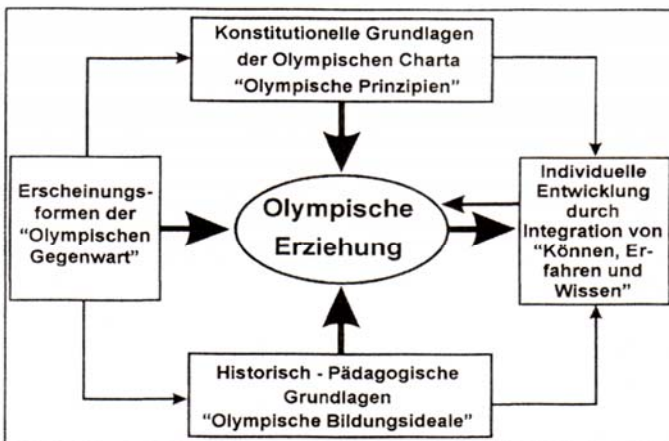 Konstitutionelle Grundlagen
der Olympischen Charta
“Olympische Prinzipien”
Erscheinungs-
formen der
“Olympischen
Gegenwart”
Olympische
Erziehung
Individuelle
Entwicklung
durch
Integration von
“Können, Er-
fahren und
Wissen”
Historisch - Pädagogische
Grundlagen
“Olympische Bildungsideale”